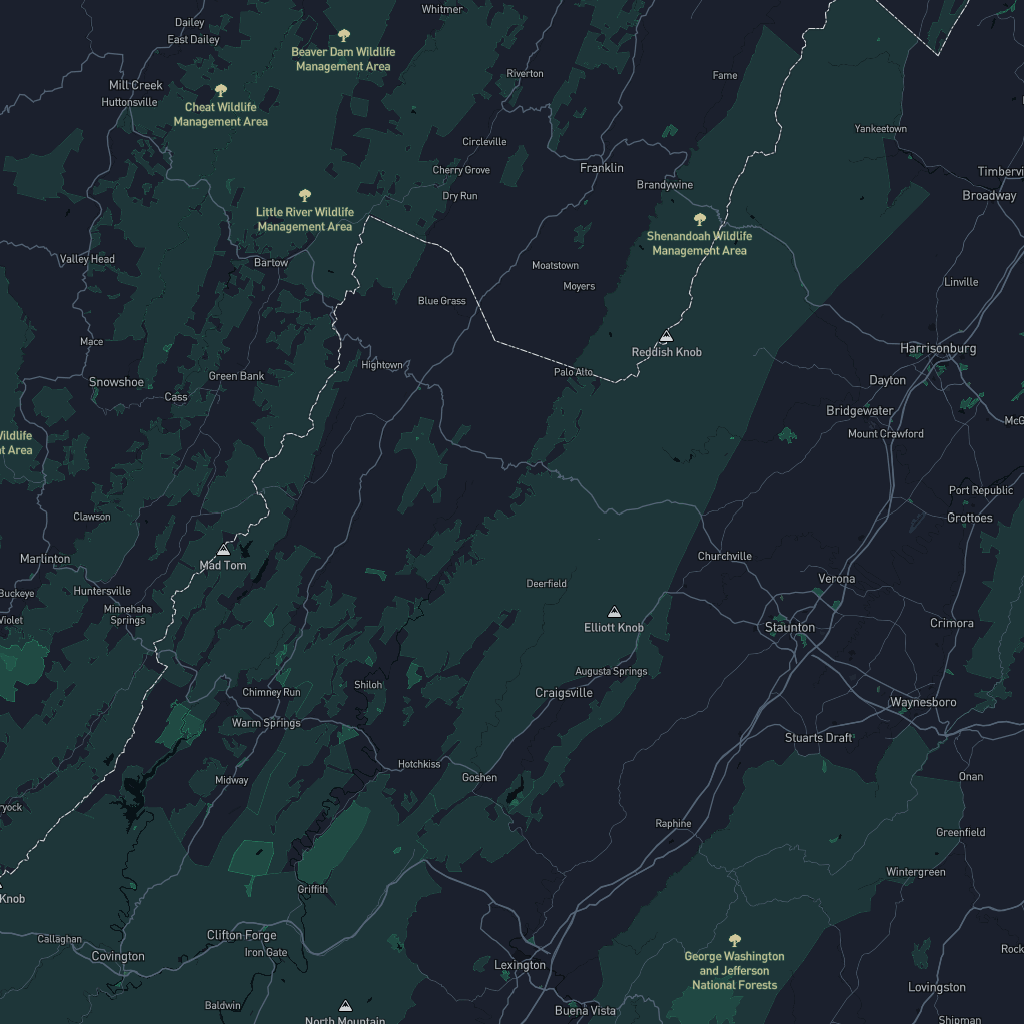 Whitmer
Dailey
East Dailey
Beaver Dam Wildlife
Management Area
Riverton
Fame
Mill Creek
Huttonsville
Cheat Wildlife
Management Area
Yankeetown
Circleville
Cherry Grove
Franklin
Timbervi
Brandywine
Dry Run
Broadway
Little River Wildlife
Management Area
Shenandoah Wildlife
Management Area
Valley Head
Bartow
Moatstown
Moyers
Linville
Blue Grass
Mace
Reddish Knob
Harrisonburg
Hightown
Palo Alto
Green Bank
Snowshoe
Dayton
Cass
Bridgewater
McG
Wildlife
nt Area
Mount Crawford
Port Republic
Clawson
Grottoes
Marlinton
Mad Tom
Churchville
Deerfield
Verona
Buckeye
Huntersville
Minnehaha
Springs
Violet
Elliott Knob
Staunton
Crimora
Augusta Springs
Shiloh
Chimney Run
Craigsville
Waynesboro
Warm Springs
Stuarts Draft
Hotchkiss
Midway
Goshen
Onan
ryock
Raphine
Greenfield
Wintergreen
Griffith
Knob
Callaghan
Clifton Forge
Iron Gate
Covington
Lexington
George Washington
and Jefferson
National Forests
Rock
Lovingston
Baldwin
Buena Vista
North Mountain
Shipman